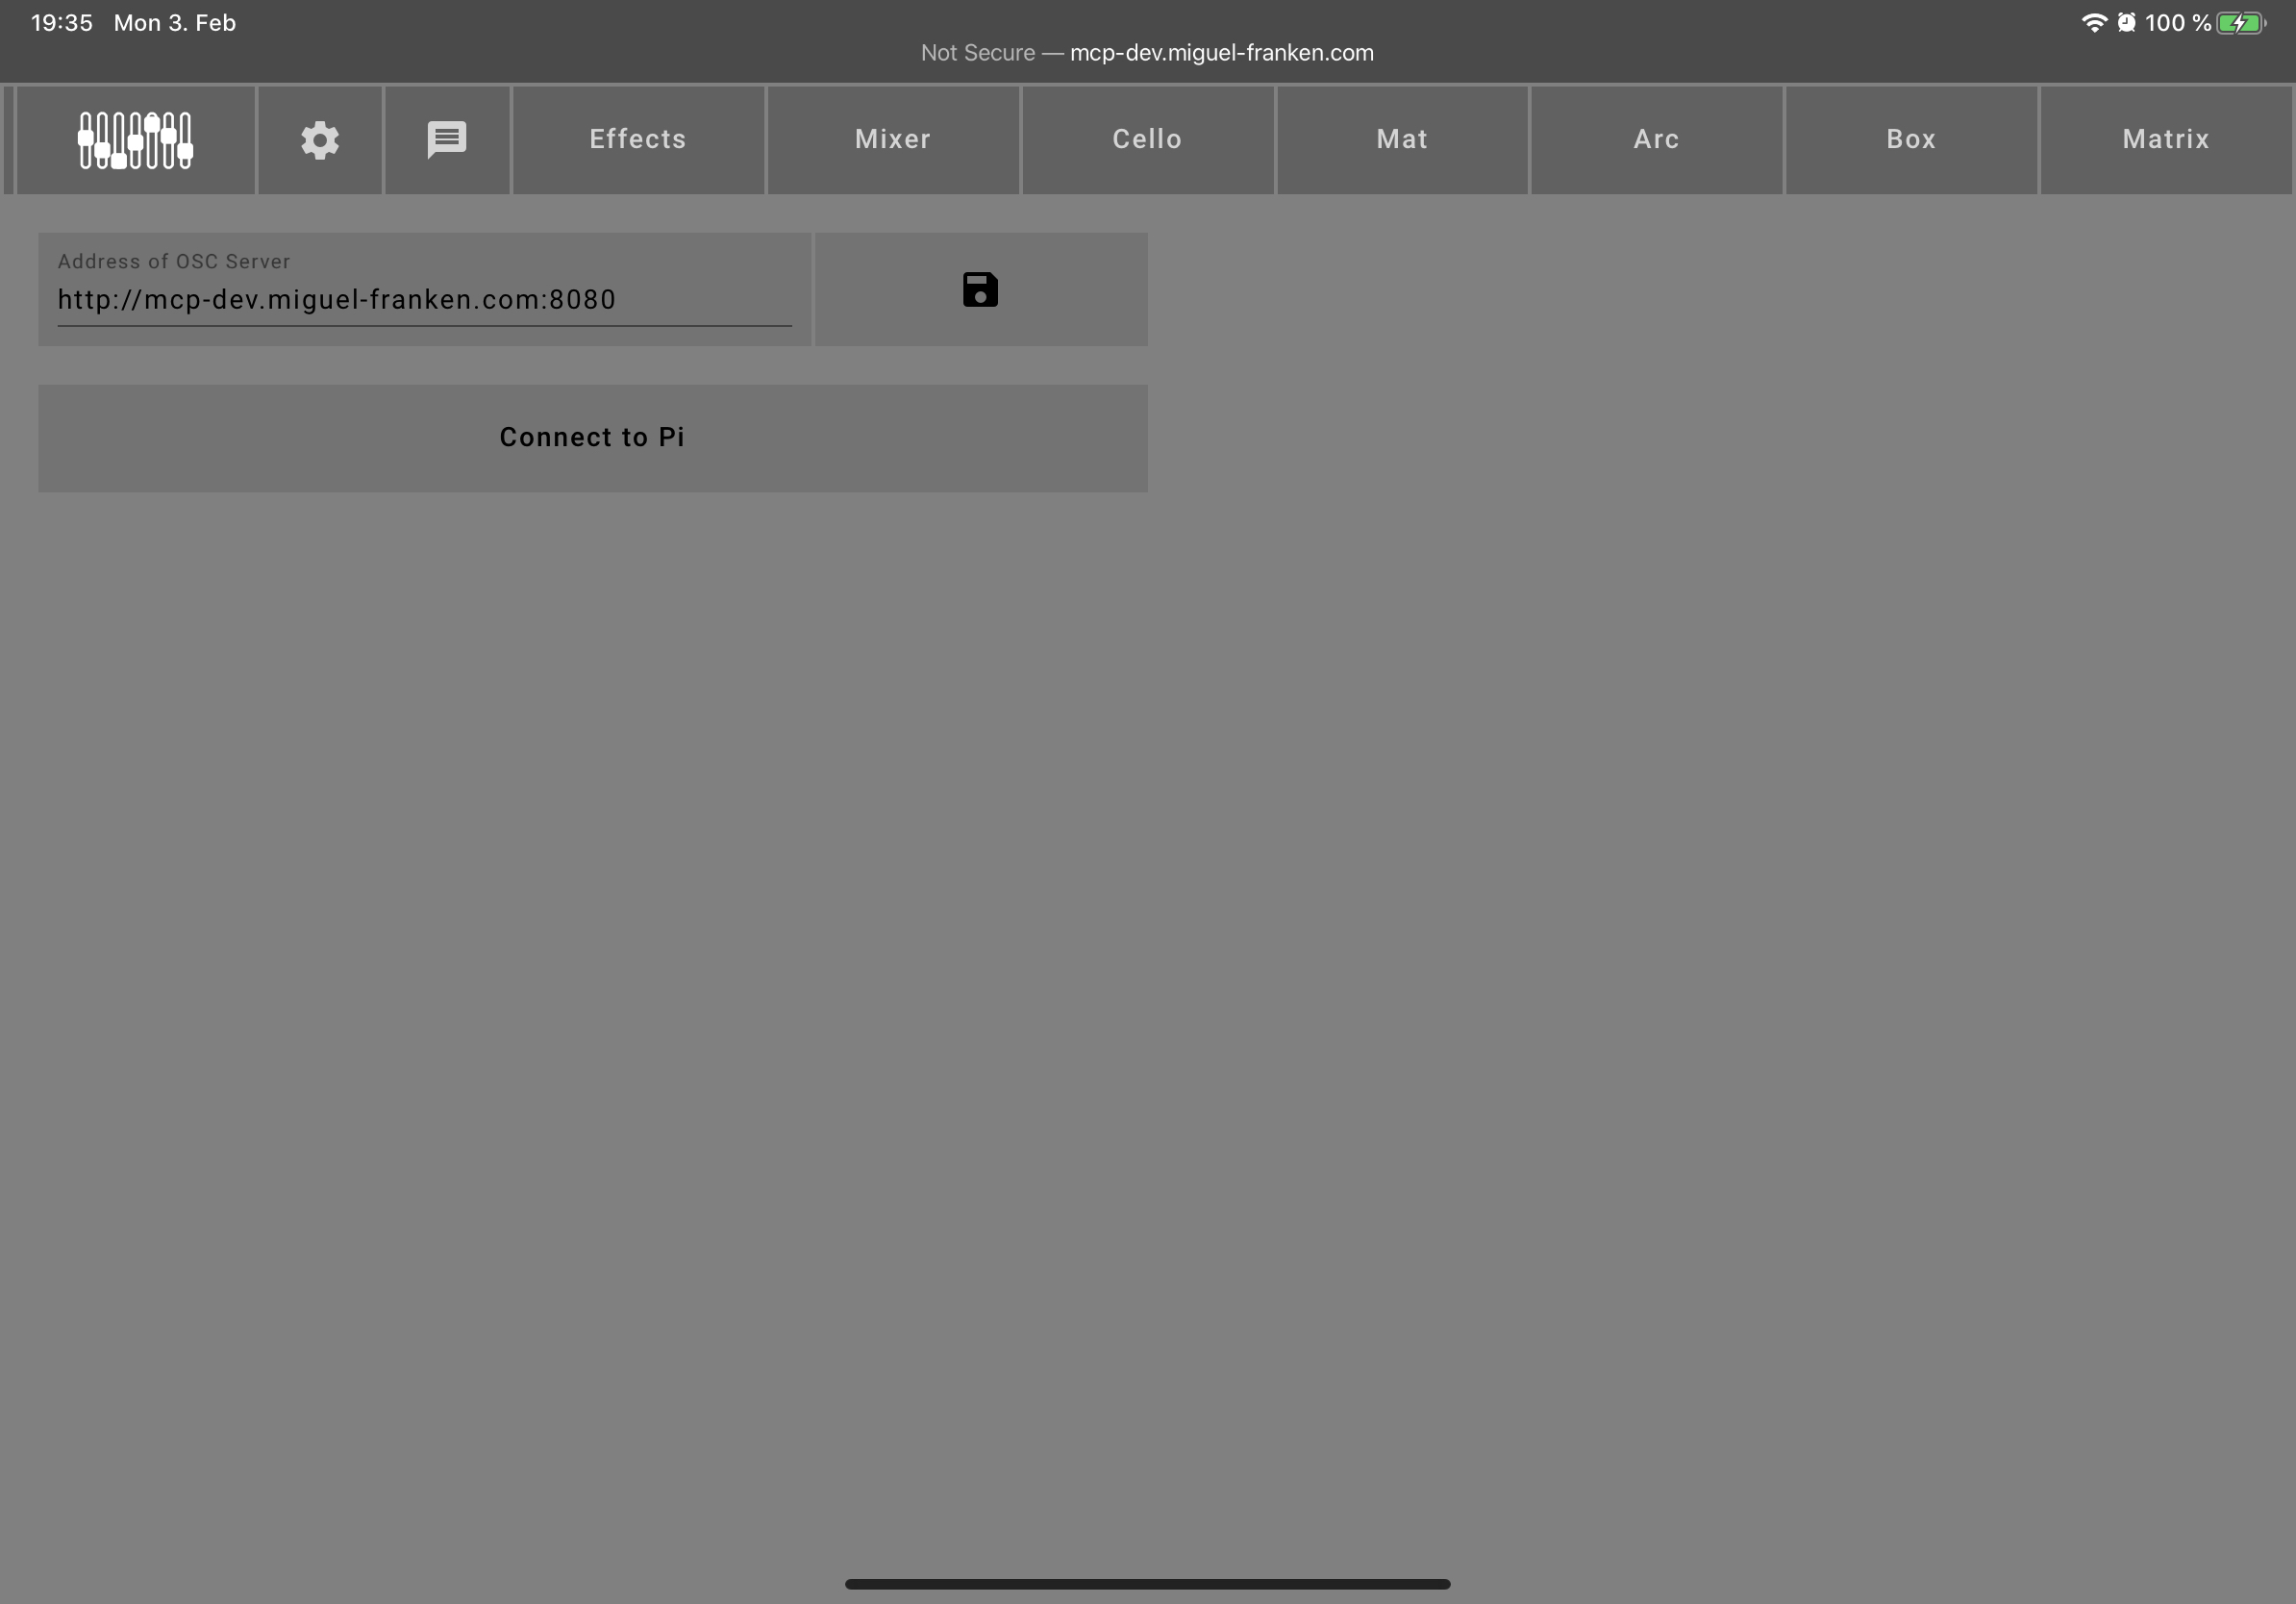 19:35 Mon 3. Feb 100 %
Not Secure — mcp-dev.miguel-franken.com
Effects Mixer Cello Mat Arc Box Matrix
Address of OSC Server
http://mcp-dev.miguel-franken.com:8080
Connect to Pi